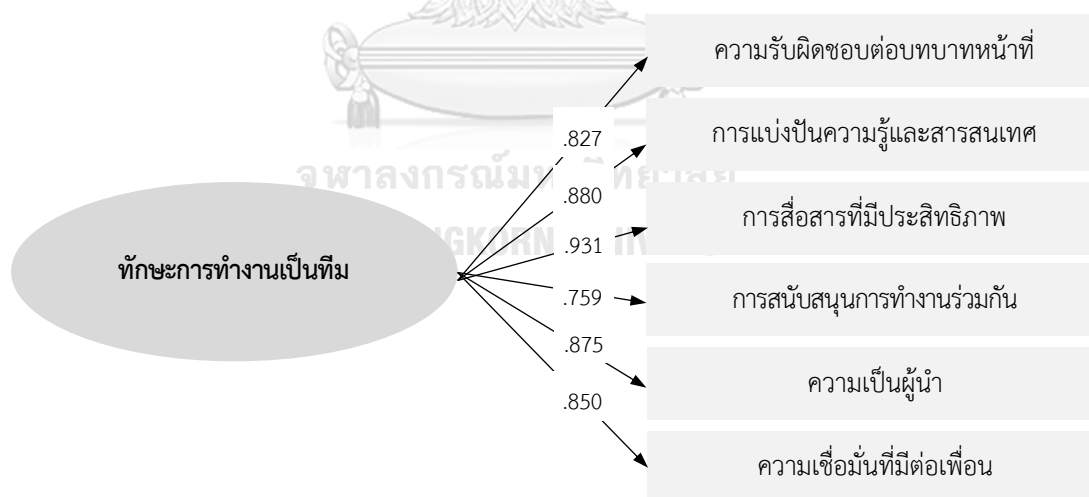 ความรับผิดชอบต่อบทบาทหน้าที่
.827
การแบ่งปันความรู้และสารสนเทศ
.880
การสื่อสารที่มีประสิทธิภาพ
.931
ทักษะการทำงานเป็นทีม
.759
การสนับสนุนการทำงานร่วมกัน
.875
ความเป็นผู้นำ
.850
ความเชื่อมั่นที่มีต่อเพื่อน